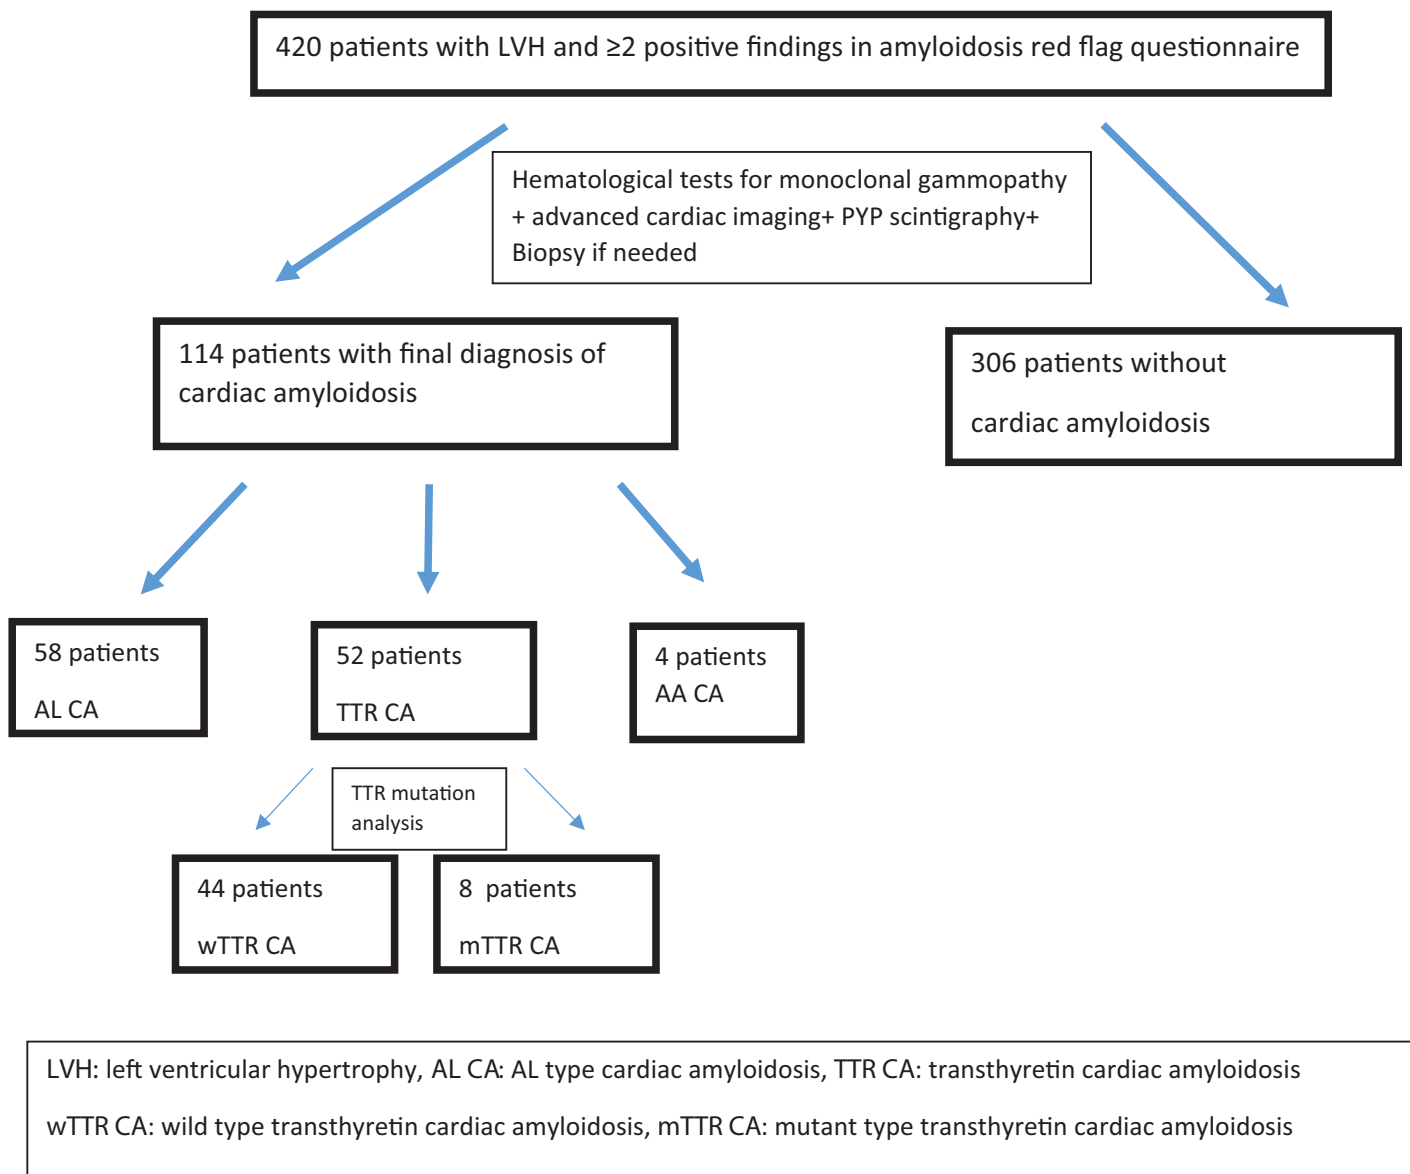 420 patients with LVH and ≥2 positive findings in amyloidosis red flag questionnaire
Hematological tests for monoclonal gammopathy
+ advanced cardiac imaging+ PYP scintigraphy+
Biopsy if needed
114 patients with final diagnosis of
cardiac amyloidosis
306 patients without
cardiac amyloidosis
58 patients
AL CA
52 patients
TTR CA
4 patients
AA CA
TTR mutation
analysis
44 patients
wTTR CA
8 patients
mTTR CA
LVH: left ventricular hypertrophy, AL CA: AL type cardiac amyloidosis, TTR CA: transthyretin cardiac amyloidosis
wTTR CA: wild type transthyretin cardiac amyloidosis, mTTR CA: mutant type transthyretin cardiac amyloidosis